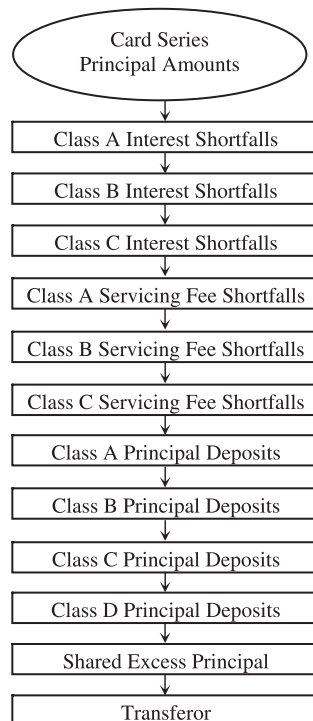 Card Series
Principal Amounts
Class A Interest Shortfalls
Class B Interest Shortfalls
Class C Interest Shortfalls
Class A Servicing Fee Shortfalls
Class B Servicing Fee Shortfalls
Class C Servicing Fee Shortfalls
Class A Principal Deposits
Class B Principal Deposits
Class C Principal Deposits
Class D Principal Deposits
Shared Excess Principal
Transferor